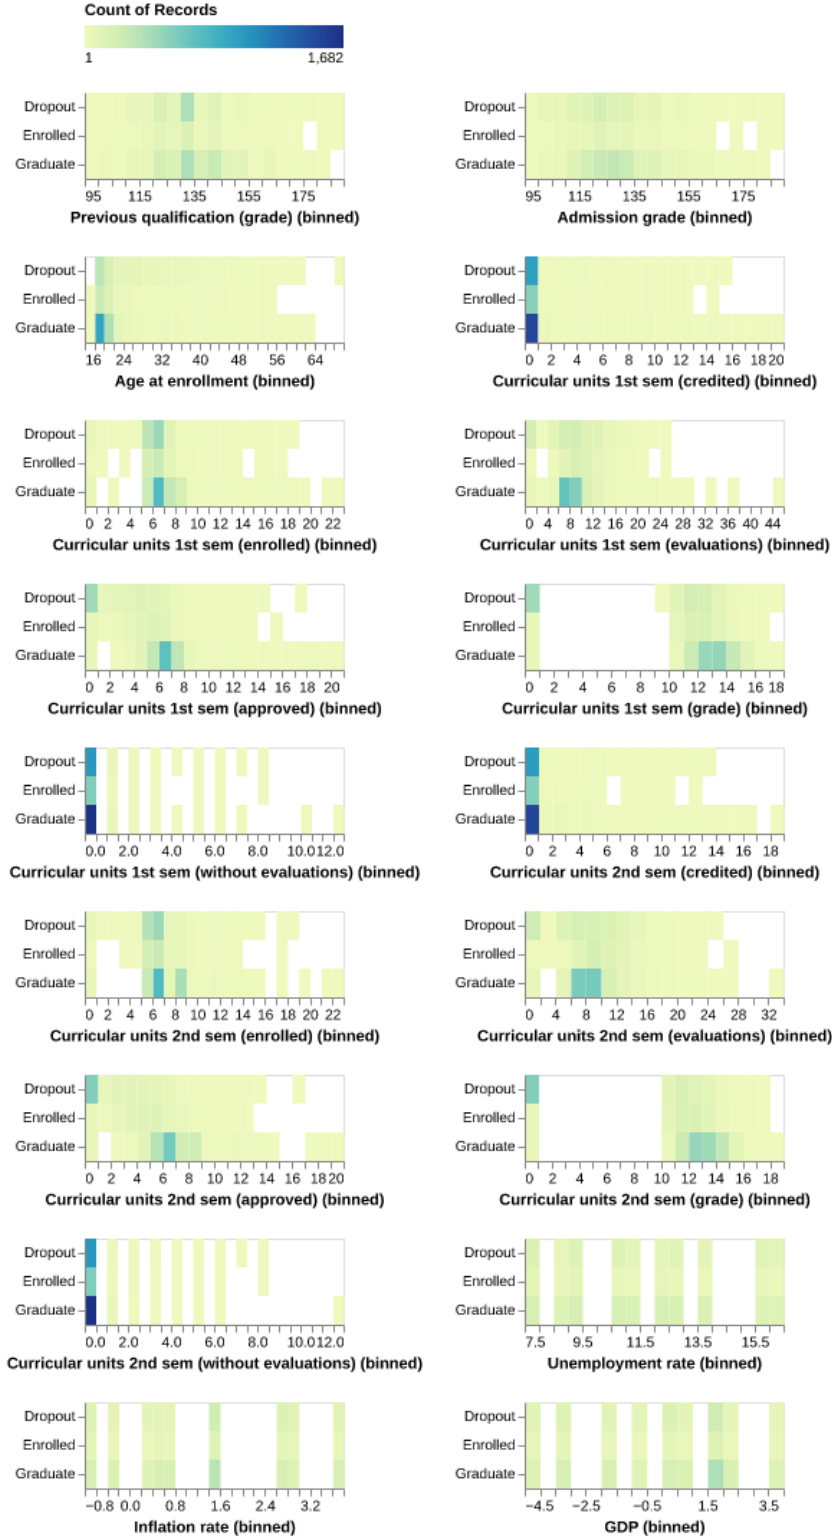 Count of Records
1 1,682
Dropout
Enrolled
Graduate
95 115 135 155 175
Previous qualification (grade) (binned)
Dropout
Enrolled
Graduate
95 115 135 155 175
Admission grade (binned)
Dropout
Enrolled
Graduate
16 24 32 40 48 56 64
Age at enrollment (binned)
Dropout
Enrolled
Graduate
0 2 4 6 8 10 12 14 16 18 20
Curricular units 1st sem (credited) (binned)
Dropout
Enrolled
Graduate
0 2 4 6 8 10 12 14 16 18 20 22
Curricular units 1st sem (enrolled) (binned)
Dropout
Enrolled
Graduate
0 4 8 12 16 20 24 28 32 36 40 44
Curricular units 1st sem (evaluations) (binned)
Dropout
Enrolled
Graduate
0 2 4 6 8 10 12 14 16 18 20
Curricular units 1st sem (approved) (binned)
Dropout
Enrolled
Graduate
0 2 4 6 8 10 12 14 16 18
Curricular units 1st sem (grade) (binned)
Dropout
Enrolled
Graduate
0.0 2.0 4.0 6.0 8.0 10.0 12.0
Curricular units 1st sem (without evaluations) (binned)
Dropout
Enrolled
Graduate
0 2 4 6 8 10 12 14 16 18
Curricular units 2nd sem (credited) (binned)
Dropout
Enrolled
Graduate
0 2 4 6 8 10 12 14 16 18 20 22
Curricular units 2nd sem (enrolled) (binned)
Dropout
Enrolled
Graduate
0 4 8 12 16 20 24 28 32
Curricular units 2nd sem (evaluations) (binned)
Dropout
Enrolled
Graduate
0 2 4 6 8 10 12 14 16 18 20
Curricular units 2nd sem (approved) (binned)
Dropout
Enrolled
Graduate
0 2 4 6 8 10 12 14 16 18
Curricular units 2nd sem (grade) (binned)
Dropout
Enrolled
Graduate
0.0 2.0 4.0 6.0 8.0 10.0 12.0
Curricular units 2nd sem (without evaluations) (binned)
Dropout
Enrolled
Graduate
7.5 9.5 11.5 13.5 15.5
Unemployment rate (binned)
Dropout
Enrolled
Graduate
−0.8 0.0 0.8 1.6 2.4 3.2
Inflation rate (binned)
Dropout
Enrolled
Graduate
−4.5 −2.5 −0.5 1.5 3.5
GDP (binned)